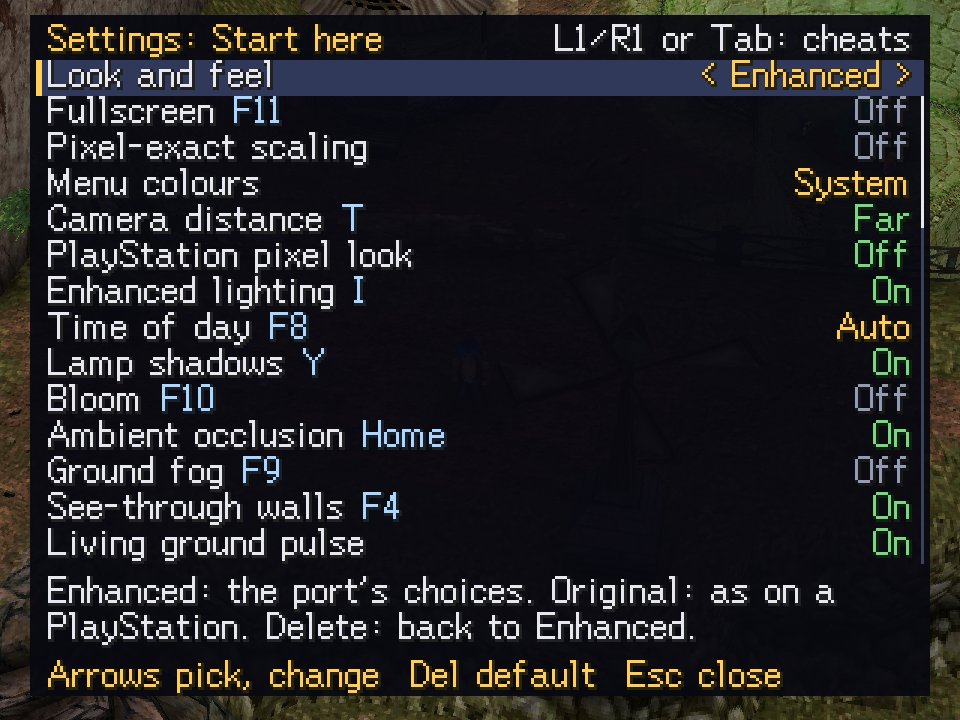 Settings: Start here L1/R1 or Tab: cheats
Look and feel < Enhanced >
Fullscreen F11 Off
Pixel-exact scaling Off
Menu colours System
Camera distance T Far
PlayStation pixel look Off
Enhanced lighting I On
Time of day F8 Auto
Lamp shadows Y On
Bloom F10 Off
Ambient occlusion Home On
Ground fog F9 Off
See-through walls F4 On
Living ground pulse On
Enhanced: the port's choices. Original: as on a
PlayStation. Delete: back to Enhanced.
Arrows pick, change Del default Esc close